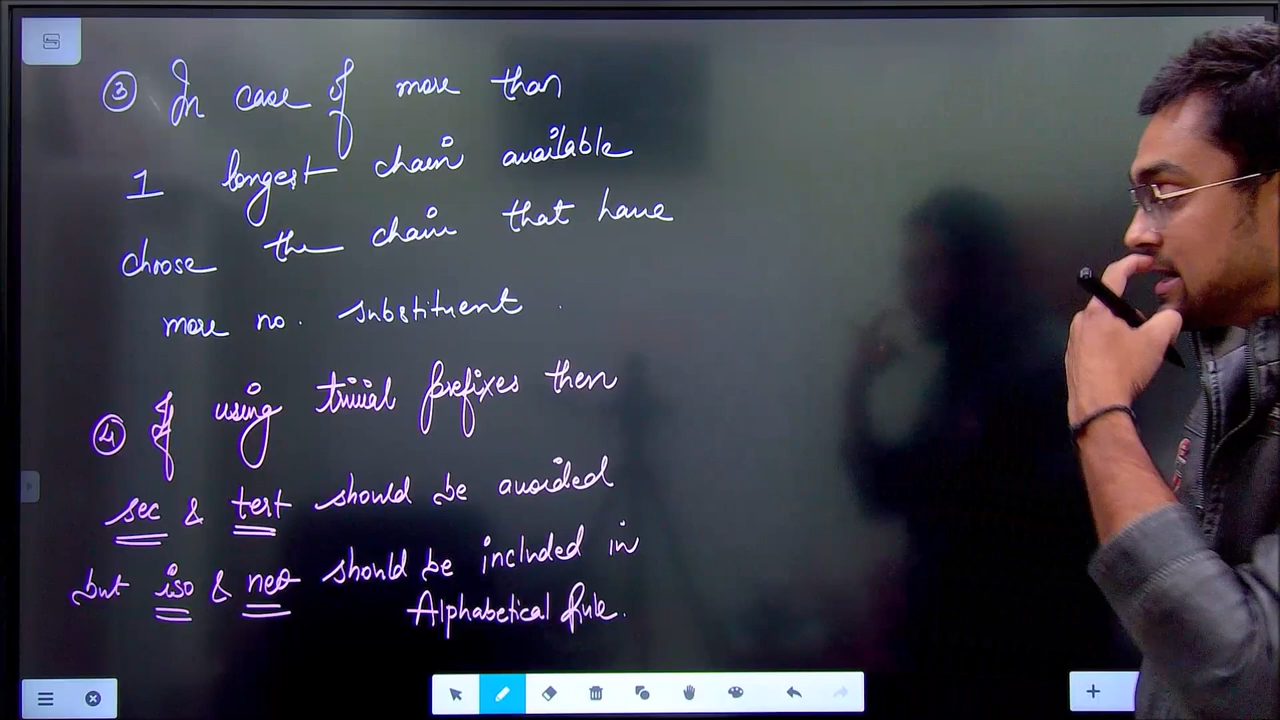 ③ In case of more than
1 longest chain available
choose the chain that have
more no. substituent
④ If using trivial prefixes then
sec & tert should be avoided
but iso & neo should be included in
Alphabetical Rule.